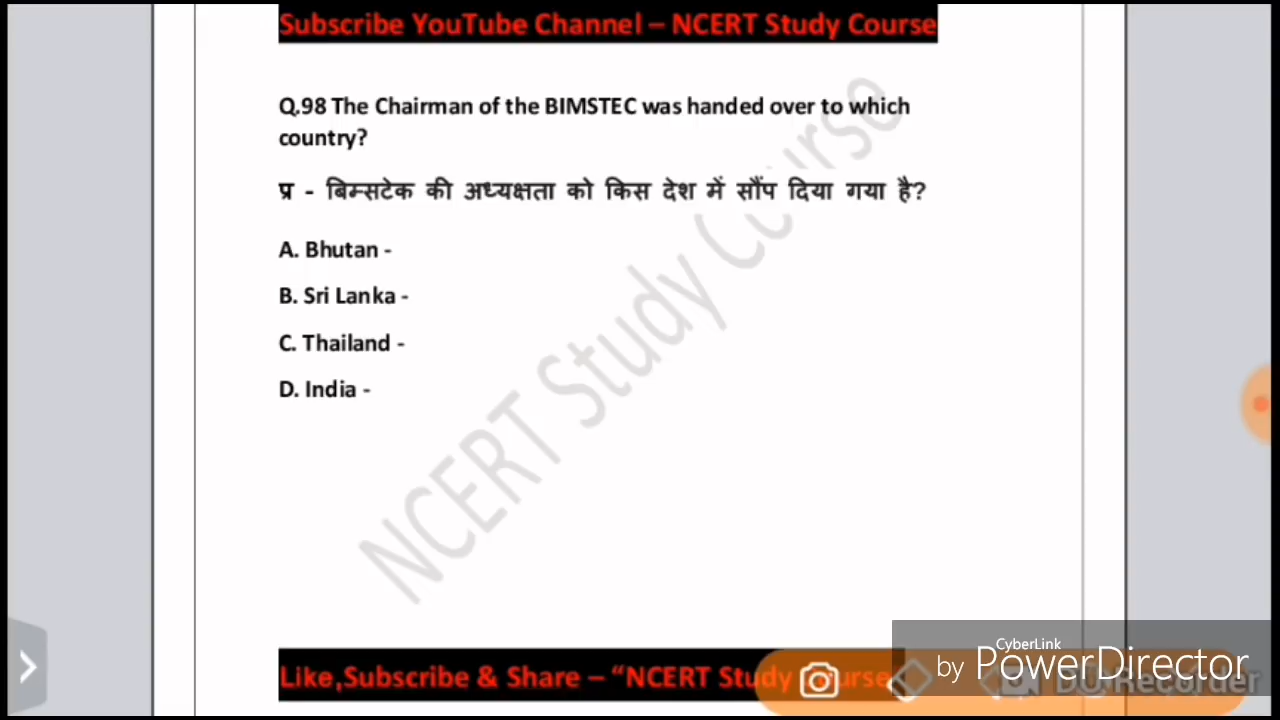 Subscribe YouTube Channel – NCERT Study Course
Q.98 The Chairman of the BIMSTEC was handed over to which
country?
प्र - बिम्सटेक की अध्यक्षता को किस देश में सौंप दिया गया है?
A. Bhutan -
B. Sri Lanka -
C. Thailand -
D. India -
NCERT Study Course
Like,Subscribe & Share – “NCERT Study Course
CyberLink
by PowerDirector
DU Recorder